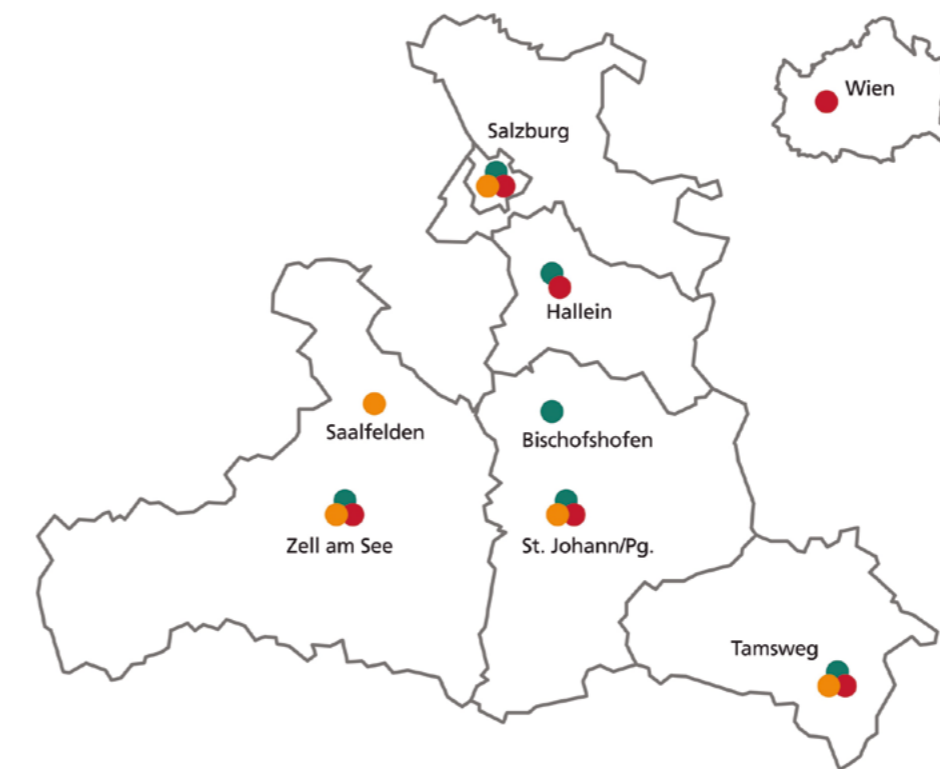 Wien
Salzburg
Hallein
Saalfelden
Bischofshofen
Zell am See
St. Johann/Pg.
Tamsweg